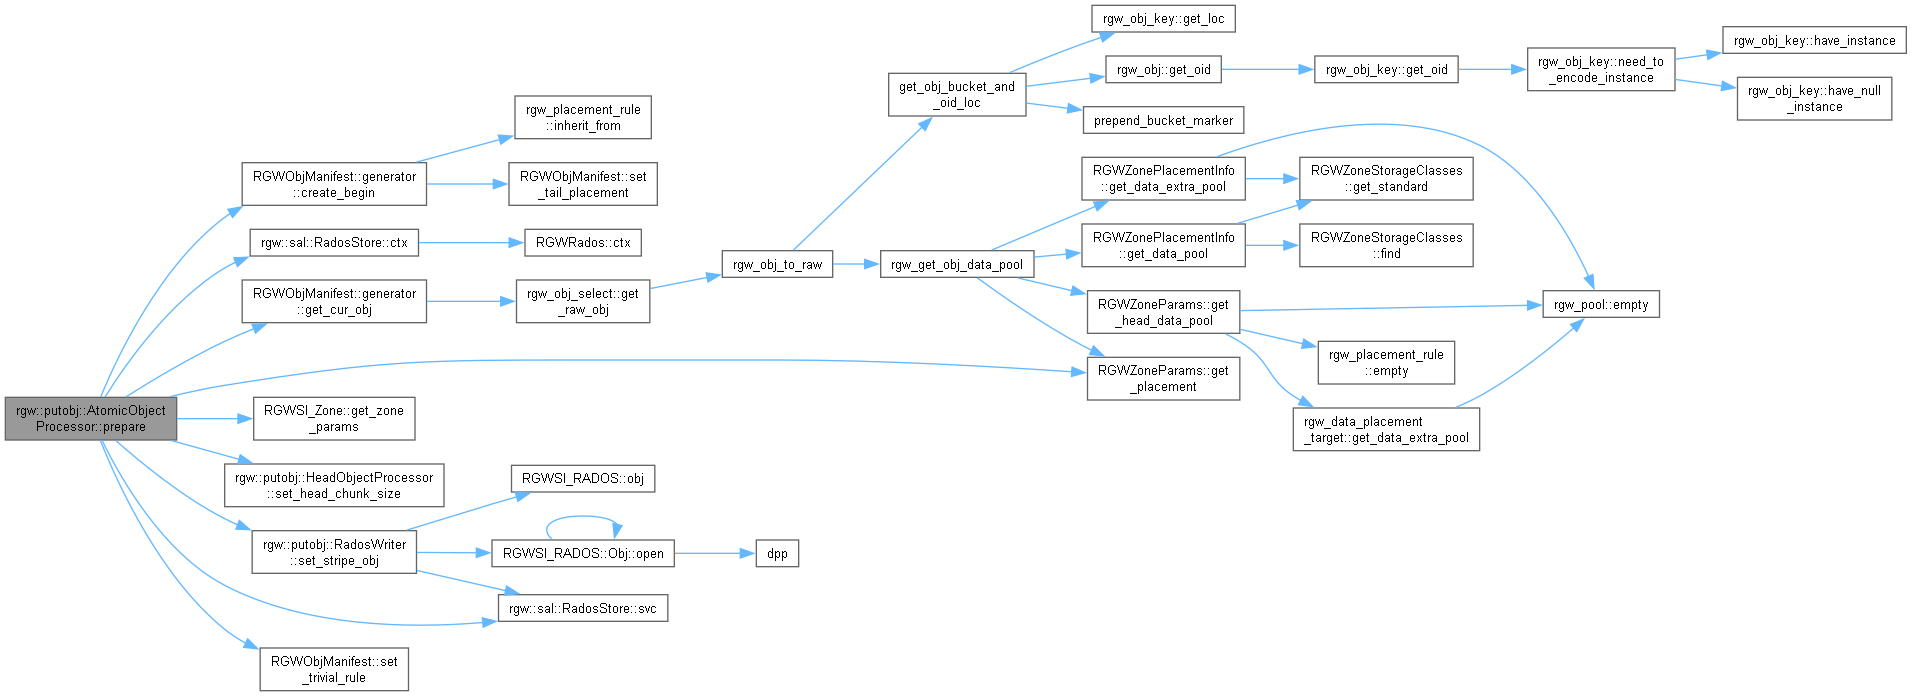 rgw::putobj::AtomicObject
Processor::prepare
RGWObjManifest::generator
::create_begin
rgw_placement_rule
::inherit_from
RGWObjManifest::set
_tail_placement
rgw::sal::RadosStore::ctx
RGWRados::ctx
RGWObjManifest::generator
::get_cur_obj
rgw_obj_select::get
_raw_obj
rgw_obj_to_raw
get_obj_bucket_and
_oid_loc
rgw_obj_key::get_loc
rgw_obj::get_oid
rgw_obj_key::get_oid
rgw_obj_key::need_to
_encode_instance
rgw_obj_key::have_instance
rgw_obj_key::have_null
_instance
prepend_bucket_marker
rgw_get_obj_data_pool
RGWZonePlacementInfo
::get_data_extra_pool
RGWZoneStorageClasses
::get_standard
RGWZonePlacementInfo
::get_data_pool
RGWZoneStorageClasses
::find
RGWZoneParams::get
_head_data_pool
rgw_pool::empty
rgw_placement_rule
::empty
RGWZoneParams::get
_placement
rgw_data_placement
_target::get_data_extra_pool
RGWSI_Zone::get_zone
_params
rgw::putobj::HeadObjectProcessor
::set_head_chunk_size
rgw::putobj::RadosWriter
::set_stripe_obj
RGWSI_RADOS::obj
RGWSI_RADOS::Obj::open
dpp
rgw::sal::RadosStore::svc
RGWObjManifest::set
_trivial_rule